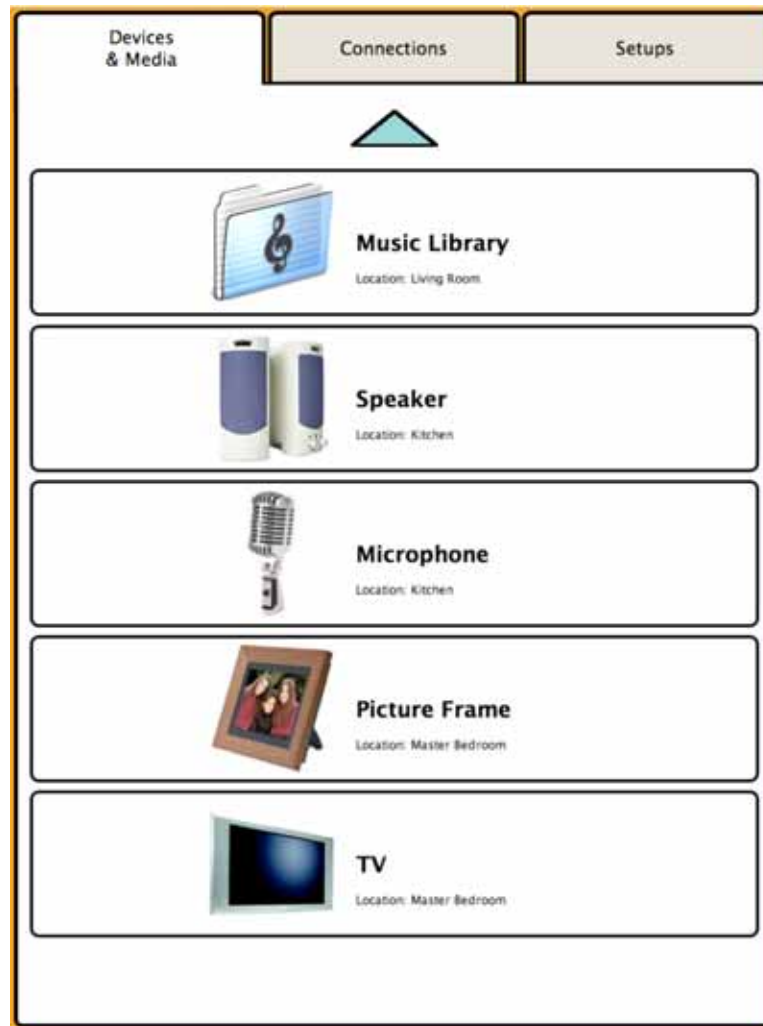 Devices
& Media
Connections
Setups
Music Library
Location: Living Room
Speaker
Location: Kitchen
Microphone
Location: Kitchen
Picture Frame
Location: Master Bedroom
TV
Location: Master Bedroom